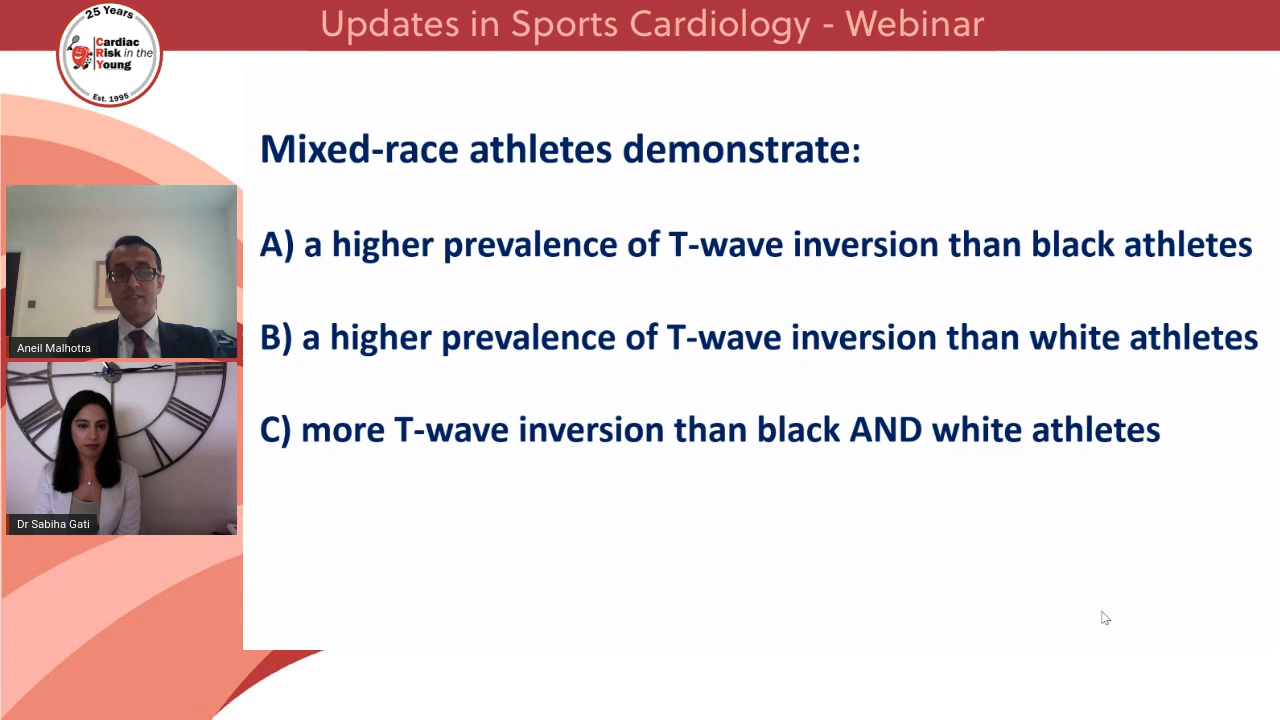 Updates in Sports Cardiology - Webinar
25 Years
Cardiac
Risk in the
Young
Est. 1995
Mixed-race athletes demonstrate:
A) a higher prevalence of T-wave inversion than black athletes
B) a higher prevalence of T-wave inversion than white athletes
C) more T-wave inversion than black AND white athletes
Aneil Malhotra
Dr Sabiha Gati